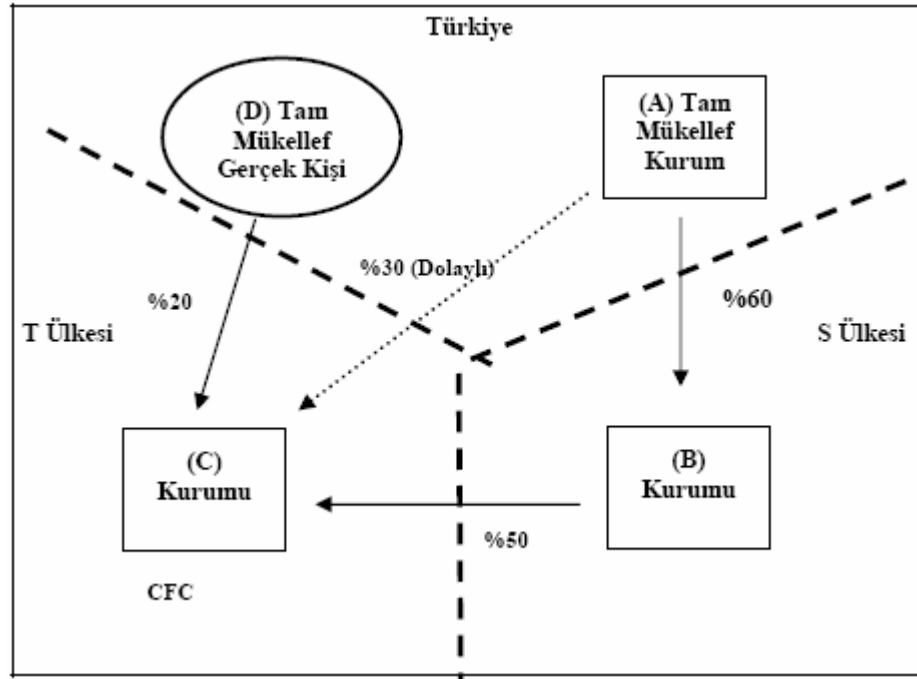 Türkiye
(D) Tam
Mükellef
Gerçek Kişi
(A) Tam
Mükellef
Kurum
%30 (Dolaylı)
%20
%60
T Ülkesi
S Ülkesi
(C)
Kurumu
(B)
Kurumu
%50
CFC